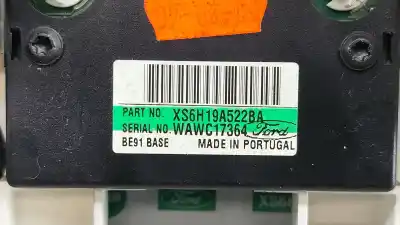 PART NO. XS6H19A522BA
SERIAL NO. WAWC17364 Ford
BE91 BASE MADE IN PORTUGAL